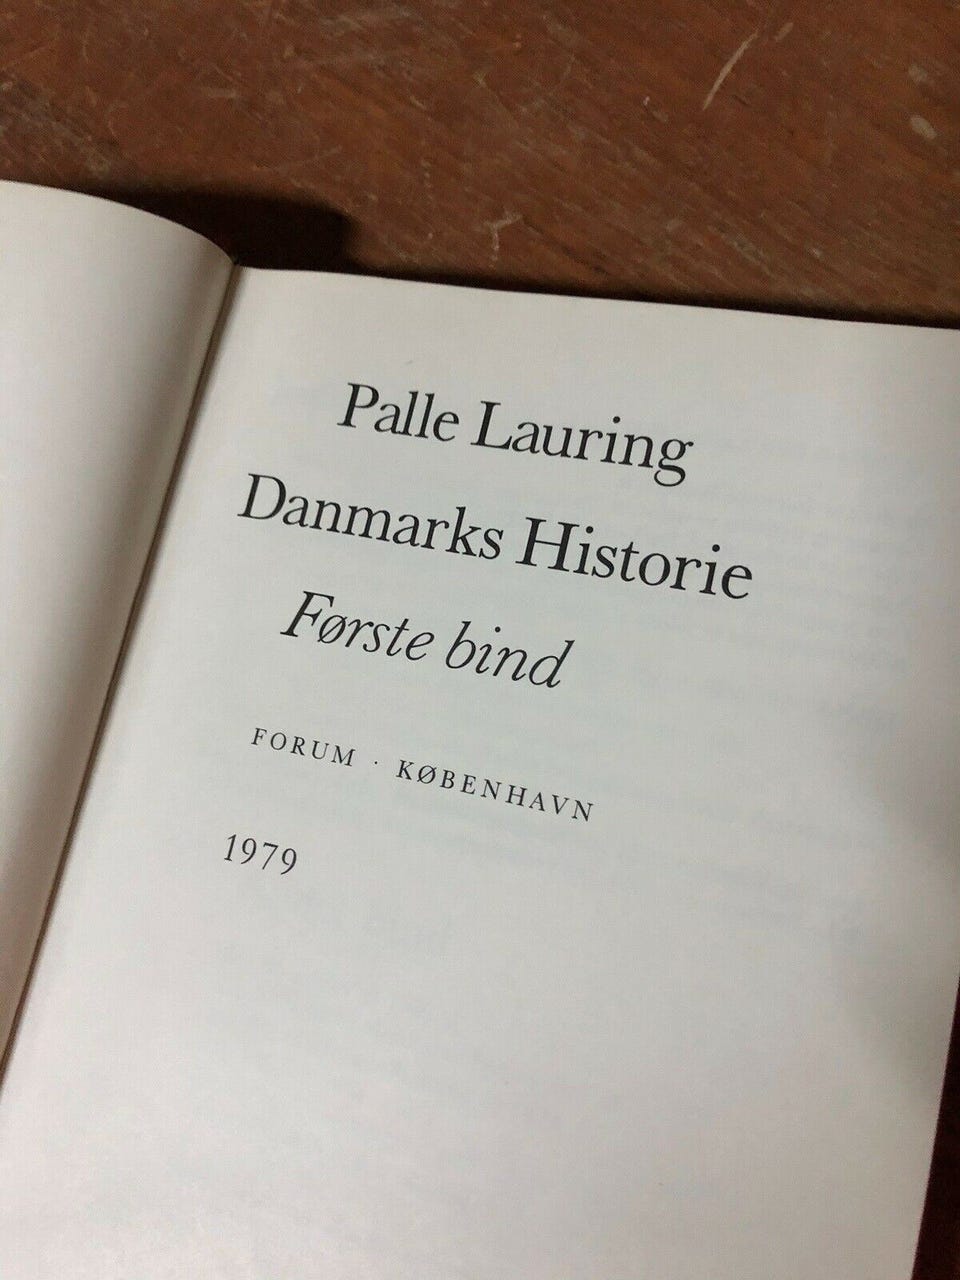 Palle Lauring
Danmarks Historie
Første bind
FORUM · KØBENHAVN
1979